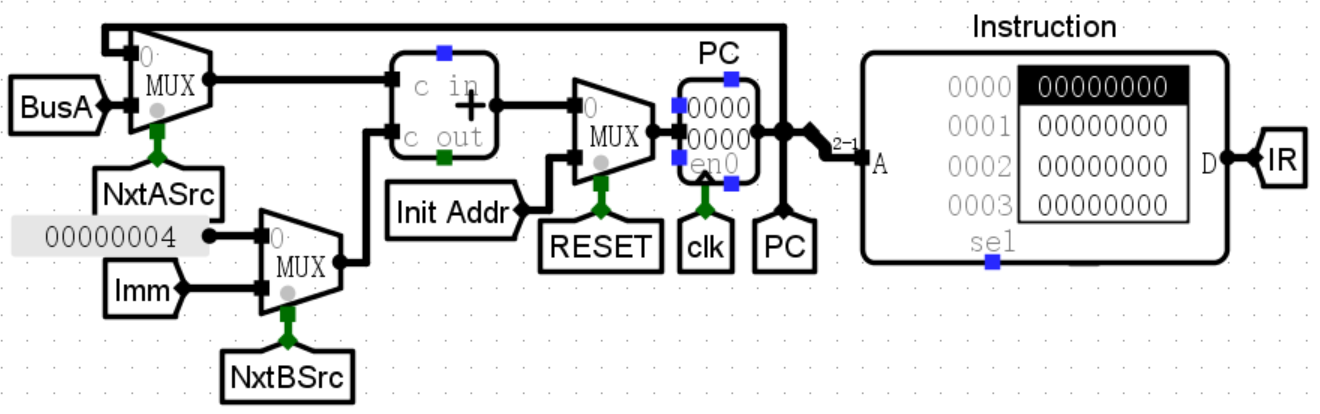 Instruction
PC
0
MUX
BusA
NxtASrc
c in
+
c out
0
MUX
Init Addr
RESET
0000
0000
en0
clk
PC
2-1
A
0000 00000000
0001 00000000
0002 00000000
0003 00000000
sel
D
IR
00000004
0
MUX
Imm
NxtBSrc